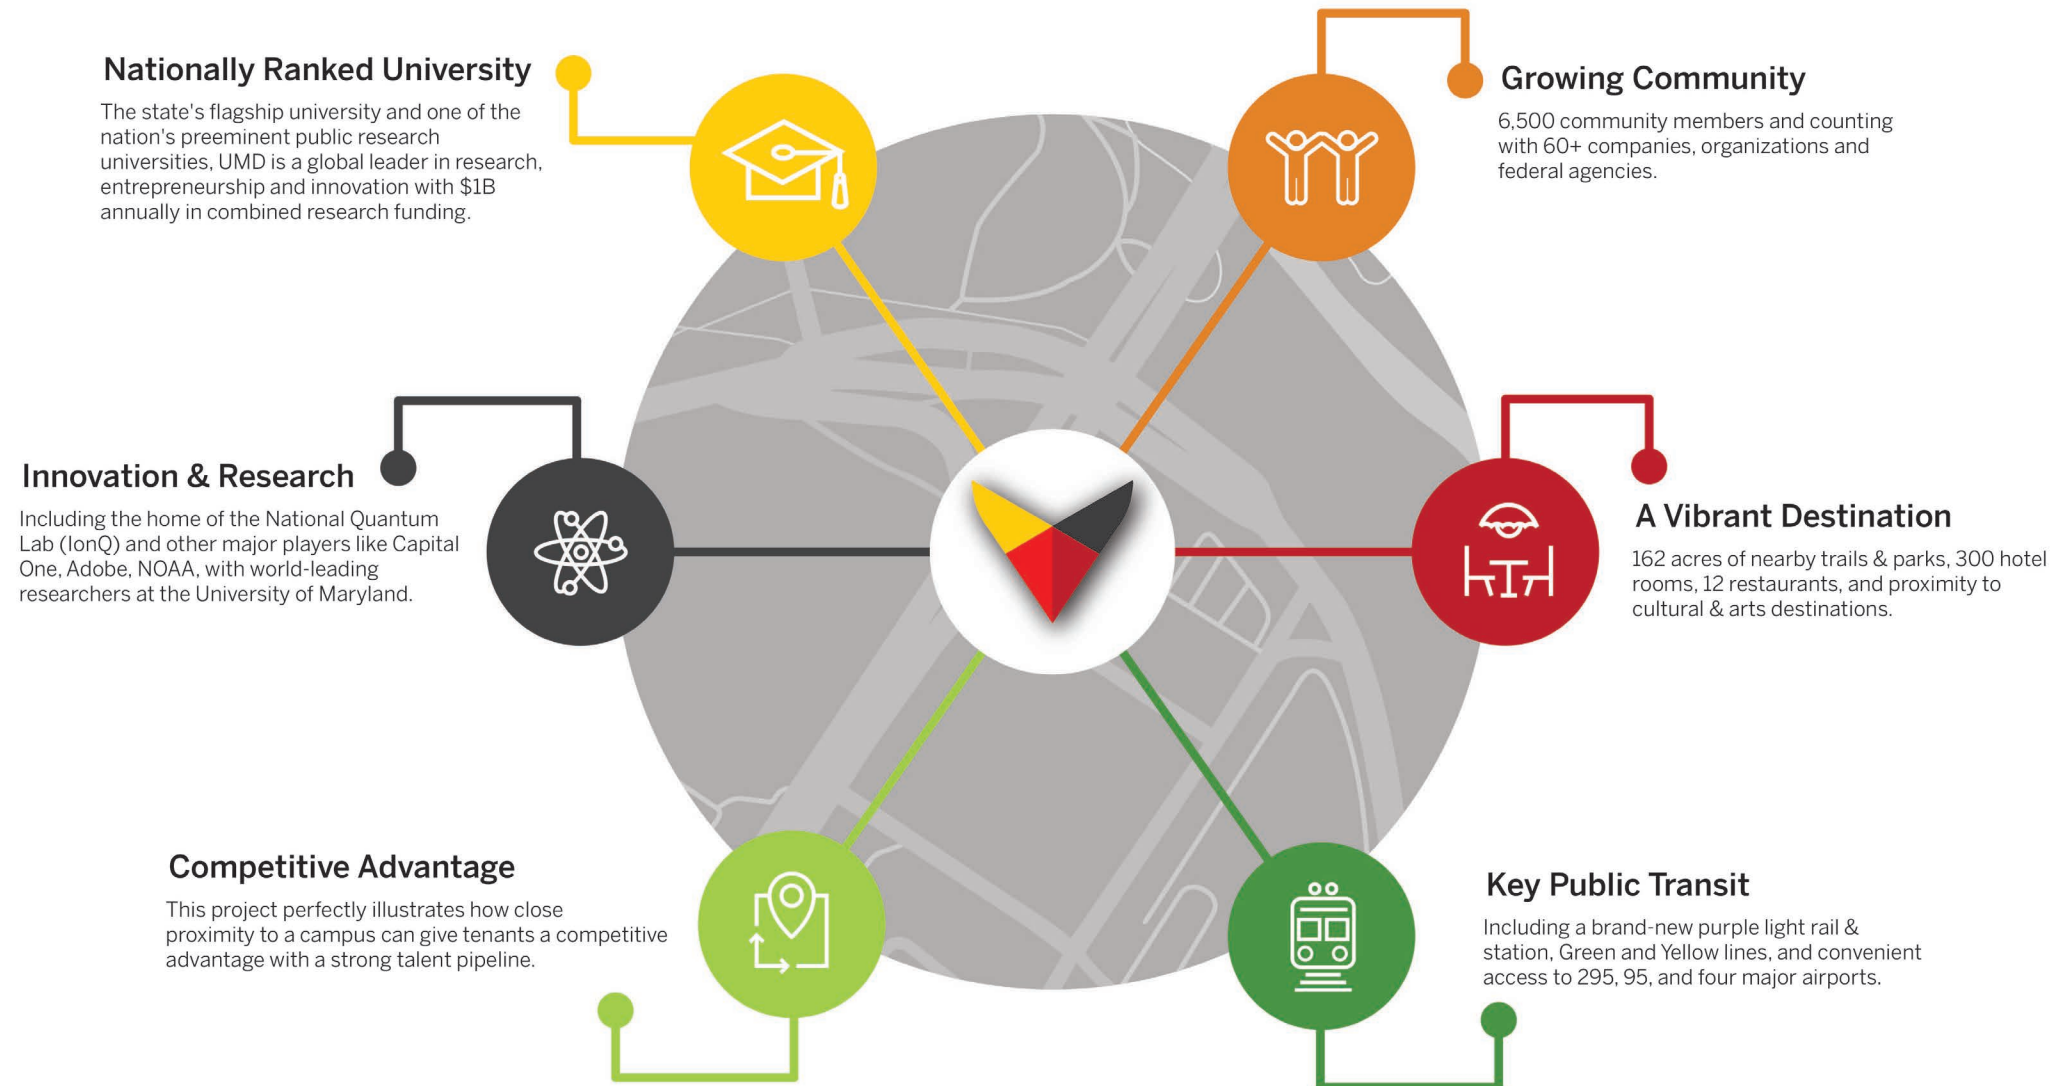 Nationally Ranked University
The state's flagship university and one of the
nation's preeminent public research
universities, UMD is a global leader in research,
entrepreneurship and innovation with $1B
annually in combined research funding.
Growing Community
6,500 community members and counting
with 60+ companies, organizations and
federal agencies.
Innovation & Research
Including the home of the National Quantum
Lab (IonQ) and other major players like Capital
One, Adobe, NOAA, with world-leading
researchers at the University of Maryland.
A Vibrant Destination
162 acres of nearby trails & parks, 300 hotel
rooms, 12 restaurants, and proximity to
cultural & arts destinations.
Competitive Advantage
This project perfectly illustrates how close
proximity to a campus can give tenants a competitive
advantage with a strong talent pipeline.
Key Public Transit
Including a brand-new purple light rail &
station, Green and Yellow lines, and convenient
access to 295, 95, and four major airports.